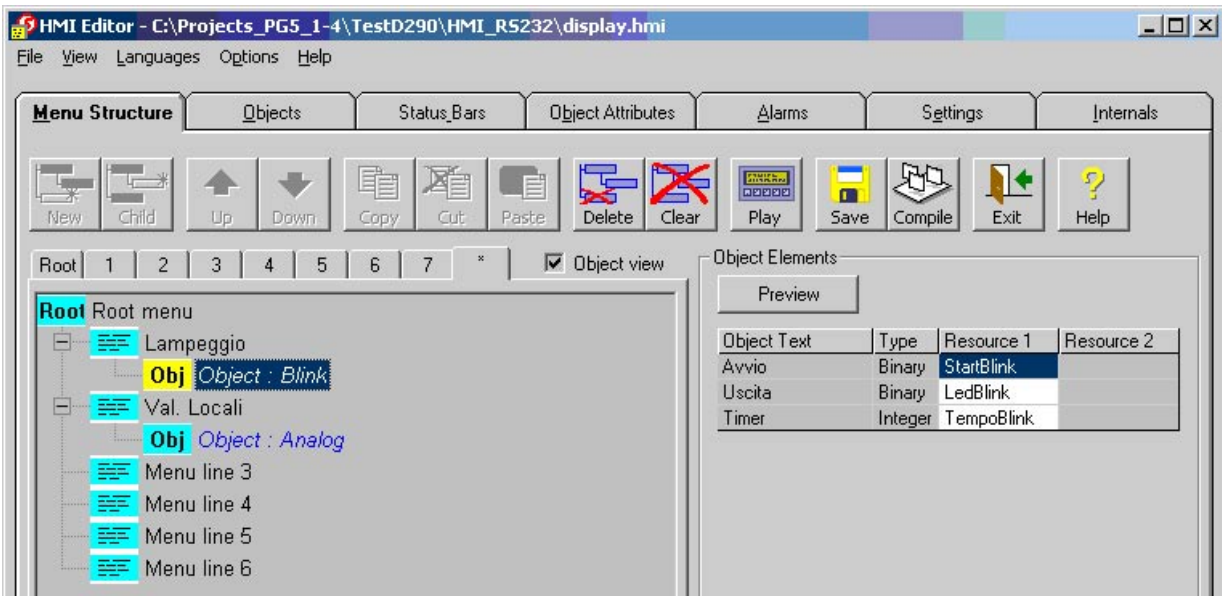 HMI Editor - C:\Projects_PG5_1-4\TestD290\HMI_RS232\display.hmi
File View Languages Options Help
Menu Structure Objects Status Bars Object Attributes Alarms Settings Internals
New Child Up Down Copy Cut Paste Delete Clear Play Save Compile Exit Help
Root 1 2 3 4 5 6 7 * Object view
Object Elements
Preview
Root Root menu
Lampeggio
Obj Object : Blink
Val. Locali
Obj Object : Analog
Menu line 3
Menu line 4
Menu line 5
Menu line 6
Object Text Type Resource 1 Resource 2
Avvio Binary StartBlink
Uscita Binary LedBlink
Timer Integer TempoBlink